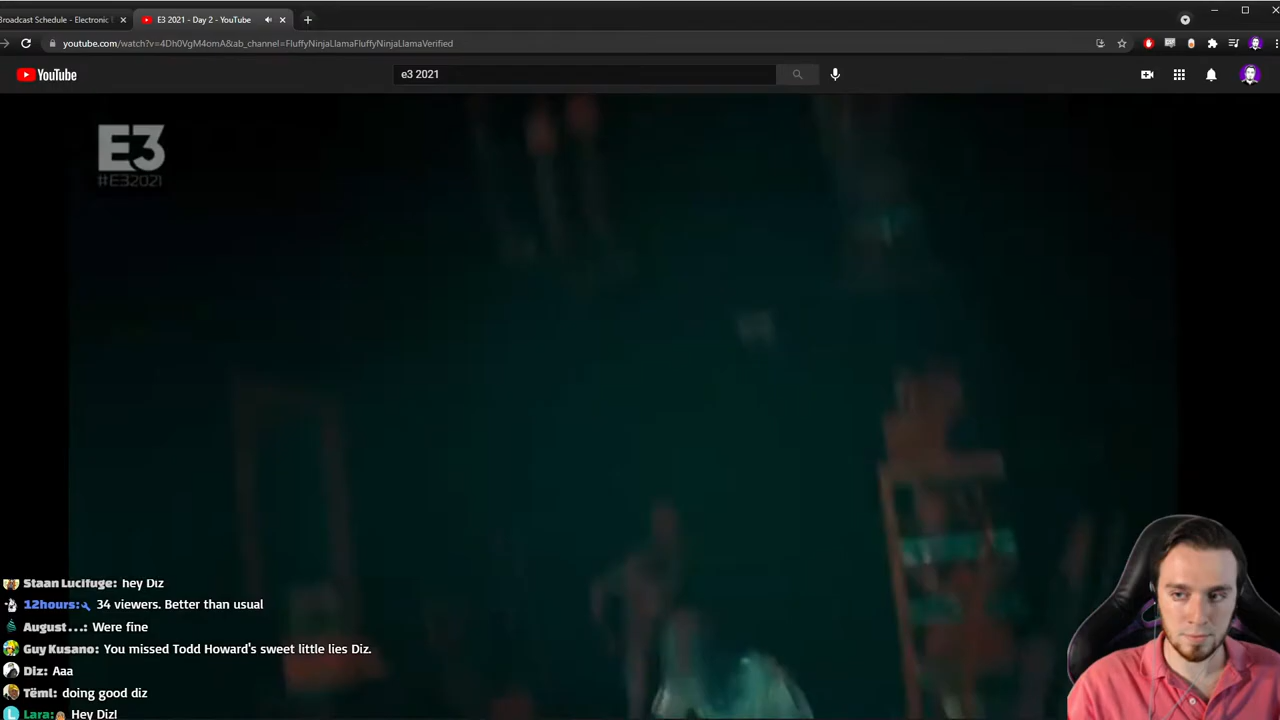 Broadcast Schedule - Electronic E
E3 2021 - Day 2 - YouTube
youtube.com/watch?v=4Dh0VgM4omA&ab_channel=FluffyNinjaLlamaFluffyNinjaLlamaVerified
YouTube
e3 2021
E3
#E32021
Staan Lucifuge: hey Diz
12hours: 34 viewers. Better than usual
August...: Were fine
Guy Kusano: You missed Todd Howard's sweet little lies Diz.
Diz: Aaa
Tëml: doing good diz
Lara: Hey Dlz!